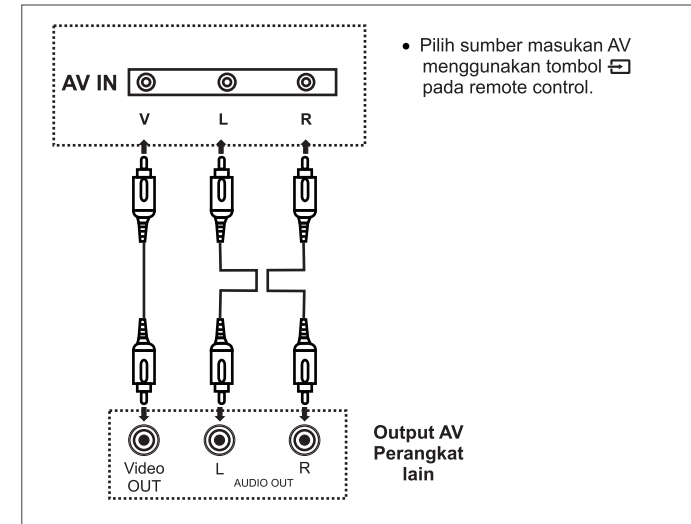 • Pilih sumber masukan AV
menggunakan tombol
pada remote control.
AV IN
V L R
Video
OUT
L R
AUDIO OUT
Output AV
Perangkat
lain